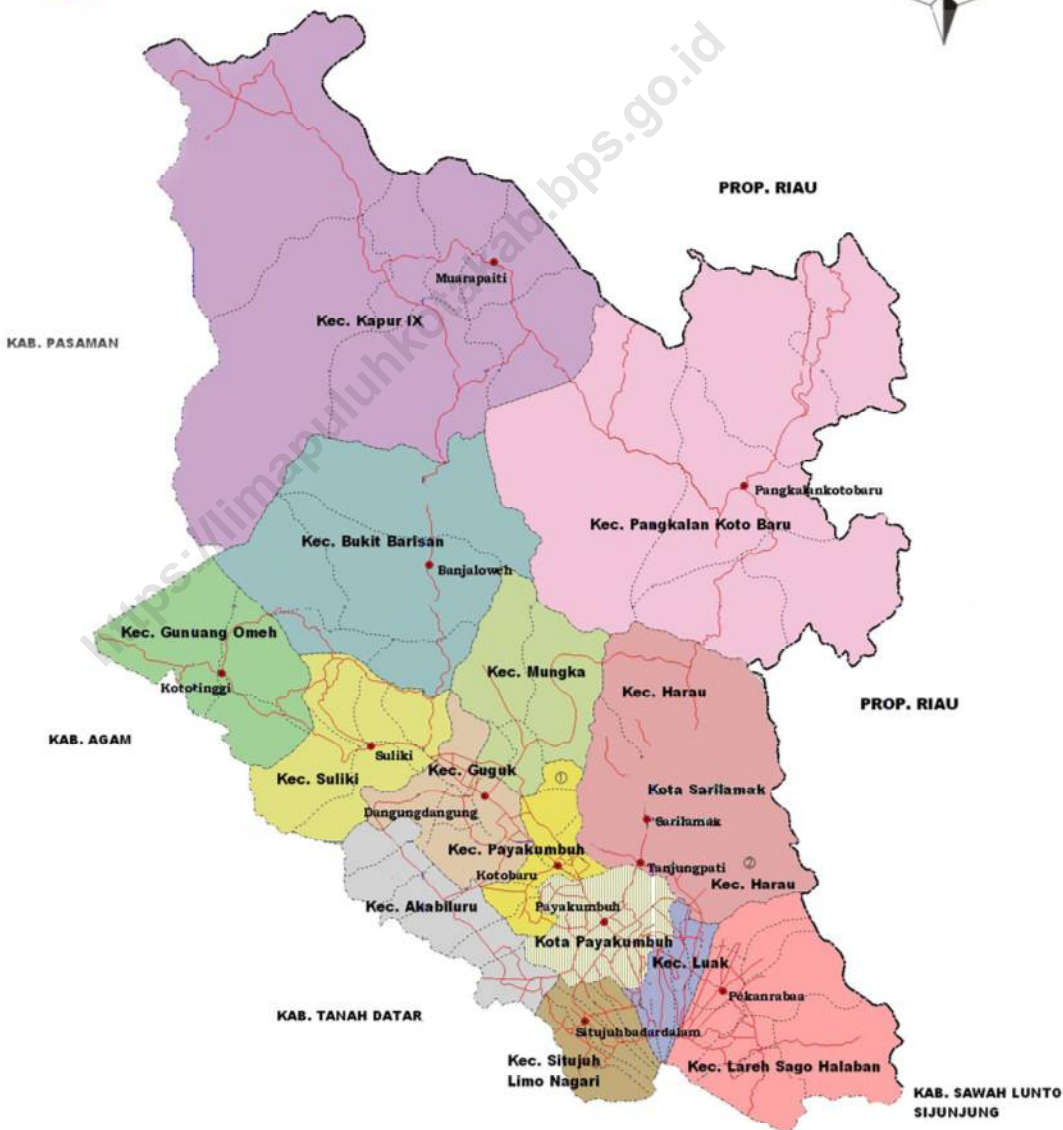 PROP. RIAU
Muarapaiti
Kec. Kapur IX
KAB. PASAMAN
Pangkalankotobaru
Kec. Pangkalan Koto Baru
Kec. Bukit Barisan
Banjaloweh
Kec. Gunuang Omeh
Kec. Mungka
Kec. Harau
Kototinggi
PROP. RIAU
KAB. AGAM
Suliki
Kec. Suliki
Kec. Guguk
①
Kota Sarilamak
Dangungdangung
Sarilamak
Kec. Payakumbuh
Kotobaru
Tanjungpati
②
Kec. Harau
Kec. Akabiluru
Payakumbuh
Kota Payakumbuh
Kec. Luak
Pekanrabaa
KAB. TANAH DATAR
Situjuhbadardalam
Kec. Situjuh
Limo Nagari
Kec. Lareh Sago Halaban
KAB. SAWAH LUNTO
SIJUNJUNG
https://limapuluhkotakab.bps.go.id